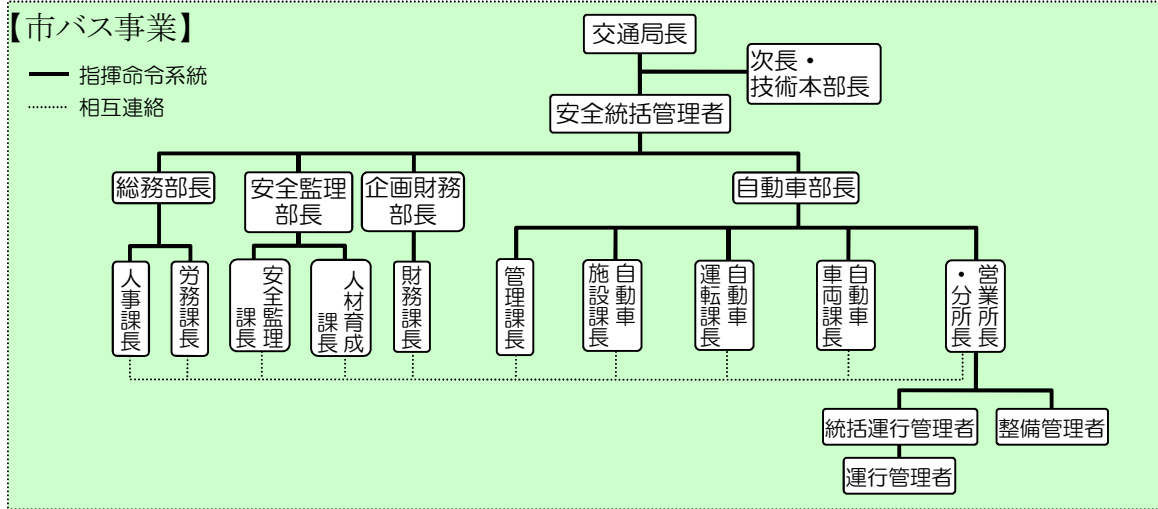 【市バス事業】
指揮命令系統
相互連絡
交通局長
次長・
技術本部長
安全統括管理者
総務部長
安全監理
部長
企画財務
部長
自動車部長
人事課長
労務課長
安全監理
課長
人材育成
課長
財務課長
管理課長
自動車
施設課長
自動車
運転課長
自動車
車両課長
営業所長
・分所長
統括運行管理者
整備管理者
運行管理者